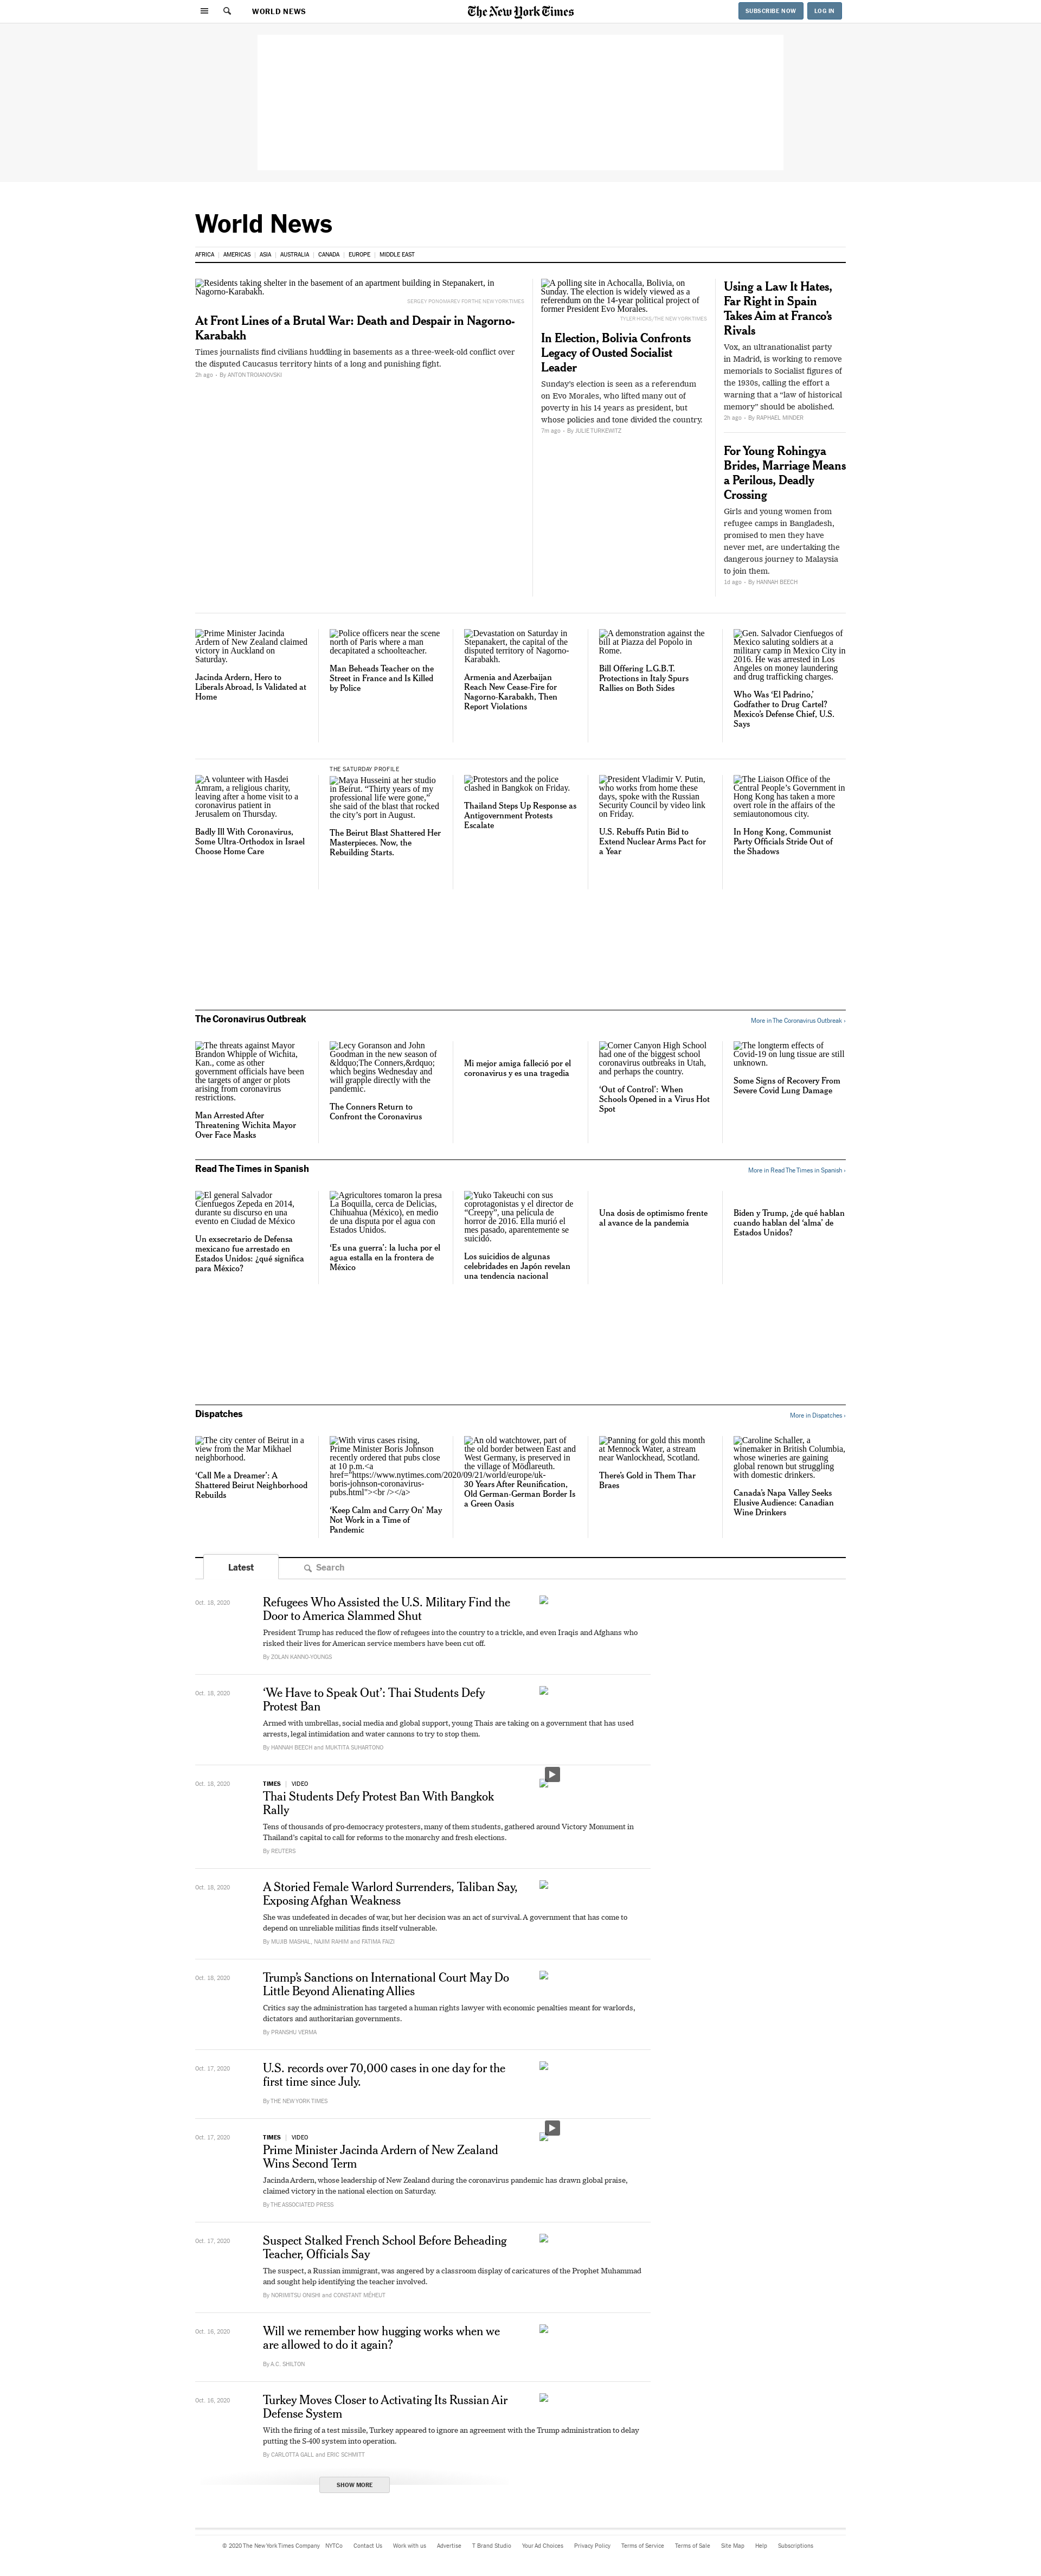 WORLD NEWS
The New York Times
SUBSCRIBE NOW
LOG IN
World News
AFRICA | AMERICAS | ASIA | AUSTRALIA | CANADA | EUROPE | MIDDLE EAST
Residents taking shelter in the basement of an apartment building in Stepanakert, in
Nagorno-Karabakh.
SERGEY PONOMAREV FOR THE NEW YORK TIMES
At Front Lines of a Brutal War: Death and Despair in Nagorno-
Karabakh
Times journalists find civilians huddling in basements as a three-week-old conflict over
the disputed Caucasus territory hints of a long and punishing fight.
2h ago - By ANTON TROIANOVSKI
A polling site in Achocalla, Bolivia, on
Sunday. The election is widely viewed as a
referendum on the 14-year political project of
former President Evo Morales.
TYLER HICKS/THE NEW YORK TIMES
In Election, Bolivia Confronts
Legacy of Ousted Socialist
Leader
Sunday's election is seen as a referendum
on Evo Morales, who lifted many out of
poverty in his 14 years as president, but
whose policies and tone divided the country.
7m ago - By JULIE TURKEWITZ
Using a Law It Hates,
Far Right in Spain
Takes Aim at Franco's
Rivals
Vox, an ultranationalist party
in Madrid, is working to remove
memorials to Socialist figures of
the 1930s, calling the effort a
warning that a “law of historical
memory” should be abolished.
2h ago - By RAPHAEL MINDER
For Young Rohingya
Brides, Marriage Means
a Perilous, Deadly
Crossing
Girls and young women from
refugee camps in Bangladesh,
promised to men they have
never met, are undertaking the
dangerous journey to Malaysia
to join them.
1d ago - By HANNAH BEECH
Prime Minister Jacinda
Ardern of New Zealand claimed
victory in Auckland on
Saturday.
Jacinda Ardern, Hero to
Liberals Abroad, Is Validated at
Home
Police officers near the scene
north of Paris where a man
decapitated a schoolteacher.
Man Beheads Teacher on the
Street in France and Is Killed
by Police
Devastation on Saturday in
Stepanakert, the capital of the
disputed territory of Nagorno-
Karabakh.
Armenia and Azerbaijan
Reach New Cease-Fire for
Nagorno-Karabakh, Then
Report Violations
A demonstration against the
bill at Piazza del Popolo in
Rome.
Bill Offering L.G.B.T.
Protections in Italy Spurs
Rallies on Both Sides
Gen. Salvador Cienfuegos of
Mexico saluting soldiers at a
military camp in Mexico City in
2016. He was arrested in Los
Angeles on money laundering
and drug trafficking charges.
Who Was ‘El Padrino,’
Godfather to Drug Cartel?
Mexico’s Defense Chief, U.S.
Says
A volunteer with Hasdei
Amram, a religious charity,
leaving after a home visit to a
coronavirus patient in
Jerusalem on Thursday.
Badly Ill With Coronavirus,
Some Ultra-Orthodox in Israel
Choose Home Care
THE SATURDAY PROFILE
Maya Husseini at her studio
in Beirut. “Thirty years of my
professional life were gone,”
she said of the blast that rocked
the city’s port in August.
The Beirut Blast Shattered Her
Masterpieces. Now, the
Rebuilding Starts.
Protestors and the police
clashed in Bangkok on Friday.
Thailand Steps Up Response as
Antigovernment Protests
Escalate
President Vladimir V. Putin,
who works from home these
days, spoke with the Russian
Security Council by video link
on Friday.
U.S. Rebuffs Putin Bid to
Extend Nuclear Arms Pact for
a Year
The Liaison Office of the
Central People’s Government in
Hong Kong has taken a more
overt role in the affairs of the
semiautonomous city.
In Hong Kong, Communist
Party Officials Stride Out of
the Shadows
The Coronavirus Outbreak
More in The Coronavirus Outbreak ›
The threats against Mayor
Brandon Whipple of Wichita,
Kan., come as other
government officials have been
the targets of anger or plots
arising from coronavirus
restrictions.
Man Arrested After
Threatening Wichita Mayor
Over Face Masks
Lecy Goranson and John
Goodman in the new season of
&ldquo;The Conners,&rdquo;
which begins Wednesday and
will grapple directly with the
pandemic.
The Conners Return to
Confront the Coronavirus
Mi mejor amiga falleció por el
coronavirus y es una tragedia
Corner Canyon High School
had one of the biggest school
coronavirus outbreaks in Utah,
and perhaps the country.
‘Out of Control’: When
Schools Opened in a Virus Hot
Spot
The longterm effects of
Covid-19 on lung tissue are still
unknown.
Some Signs of Recovery From
Severe Covid Lung Damage
Read The Times in Spanish
More in Read The Times in Spanish ›
El general Salvador
Cienfuegos Zepeda en 2014,
durante su discurso en una
evento en Ciudad de México
Un exsecretario de Defensa
mexicano fue arrestado en
Estados Unidos: ¿qué significa
para México?
Agricultores tomaron la presa
La Boquilla, cerca de Delicias,
Chihuahua (México), en medio
de una disputa por el agua con
Estados Unidos.
‘Es una guerra’: la lucha por el
agua estalla en la frontera de
México
Yuko Takeuchi con sus
coprotagonistas y el director de
“Creepy”, una película de
horror de 2016. Ella murió el
mes pasado, aparentemente se
suicidó.
Los suicidios de algunas
celebridades en Japón revelan
una tendencia nacional
Una dosis de optimismo frente
al avance de la pandemia
Biden y Trump, ¿de qué hablan
cuando hablan del ‘alma’ de
Estados Unidos?
Dispatches
More in Dispatches ›
The city center of Beirut in a
view from the Mar Mikhael
neighborhood.
‘Call Me a Dreamer’: A
Shattered Beirut Neighborhood
Rebuilds
With virus cases rising,
Prime Minister Boris Johnson
recently ordered that pubs close
at 10 p.m.<a
href="https://www.nytimes.com/2020/09/21/world/europe/uk-
boris-johnson-coronavirus-
pubs.html"><br /></a>
‘Keep Calm and Carry On’ May
Not Work in a Time of
Pandemic
An old watchtower, part of
the old border between East and
West Germany, is preserved in
the village of Mödlareuth.
30 Years After Reunification,
Old German-German Border Is
a Green Oasis
Panning for gold this month
at Mennock Water, a stream
near Wanlockhead, Scotland.
There’s Gold in Them Thar
Braes
Caroline Schaller, a
winemaker in British Columbia,
whose wineries are gaining
global renown but struggling
with domestic drinkers.
Canada’s Napa Valley Seeks
Elusive Audience: Canadian
Wine Drinkers
Latest
Search
Oct. 18, 2020
Refugees Who Assisted the U.S. Military Find the
Door to America Slammed Shut
President Trump has reduced the flow of refugees into the country to a trickle, and even Iraqis and Afghans who
risked their lives for American service members have been cut off.
By ZOLAN KANNO-YOUNGS
Oct. 18, 2020
‘We Have to Speak Out’: Thai Students Defy
Protest Ban
Armed with umbrellas, social media and global support, young Thais are taking on a government that has used
arrests, legal intimidation and water cannons to try to stop them.
By HANNAH BEECH and MUKTITA SUHARTONO
Oct. 18, 2020
TIMES | VIDEO
Thai Students Defy Protest Ban With Bangkok
Rally
Tens of thousands of pro-democracy protesters, many of them students, gathered around Victory Monument in
Thailand’s capital to call for reforms to the monarchy and fresh elections.
By REUTERS
Oct. 18, 2020
A Storied Female Warlord Surrenders, Taliban Say,
Exposing Afghan Weakness
She was undefeated in decades of war, but her decision was an act of survival. A government that has come to
depend on unreliable militias finds itself vulnerable.
By MUJIB MASHAL, NAJIM RAHIM and FATIMA FAIZI
Oct. 18, 2020
Trump’s Sanctions on International Court May Do
Little Beyond Alienating Allies
Critics say the administration has targeted a human rights lawyer with economic penalties meant for warlords,
dictators and authoritarian governments.
By PRANSHU VERMA
Oct. 17, 2020
U.S. records over 70,000 cases in one day for the
first time since July.
By THE NEW YORK TIMES
Oct. 17, 2020
TIMES | VIDEO
Prime Minister Jacinda Ardern of New Zealand
Wins Second Term
Jacinda Ardern, whose leadership of New Zealand during the coronavirus pandemic has drawn global praise,
claimed victory in the national election on Saturday.
By THE ASSOCIATED PRESS
Oct. 17, 2020
Suspect Stalked French School Before Beheading
Teacher, Officials Say
The suspect, a Russian immigrant, was angered by a classroom display of caricatures of the Prophet Muhammad
and sought help identifying the teacher involved.
By NORIMITSU ONISHI and CONSTANT MÉHEUT
Oct. 16, 2020
Will we remember how hugging works when we
are allowed to do it again?
By A.C. SHILTON
Oct. 16, 2020
Turkey Moves Closer to Activating Its Russian Air
Defense System
With the firing of a test missile, Turkey appeared to ignore an agreement with the Trump administration to delay
putting the S-400 system into operation.
By CARLOTTA GALL and ERIC SCHMITT
SHOW MORE
© 2020 The New York Times Company NYTCo Contact Us Work with us Advertise T Brand Studio Your Ad Choices Privacy Policy Terms of Service Terms of Sale Site Map Help Subscriptions